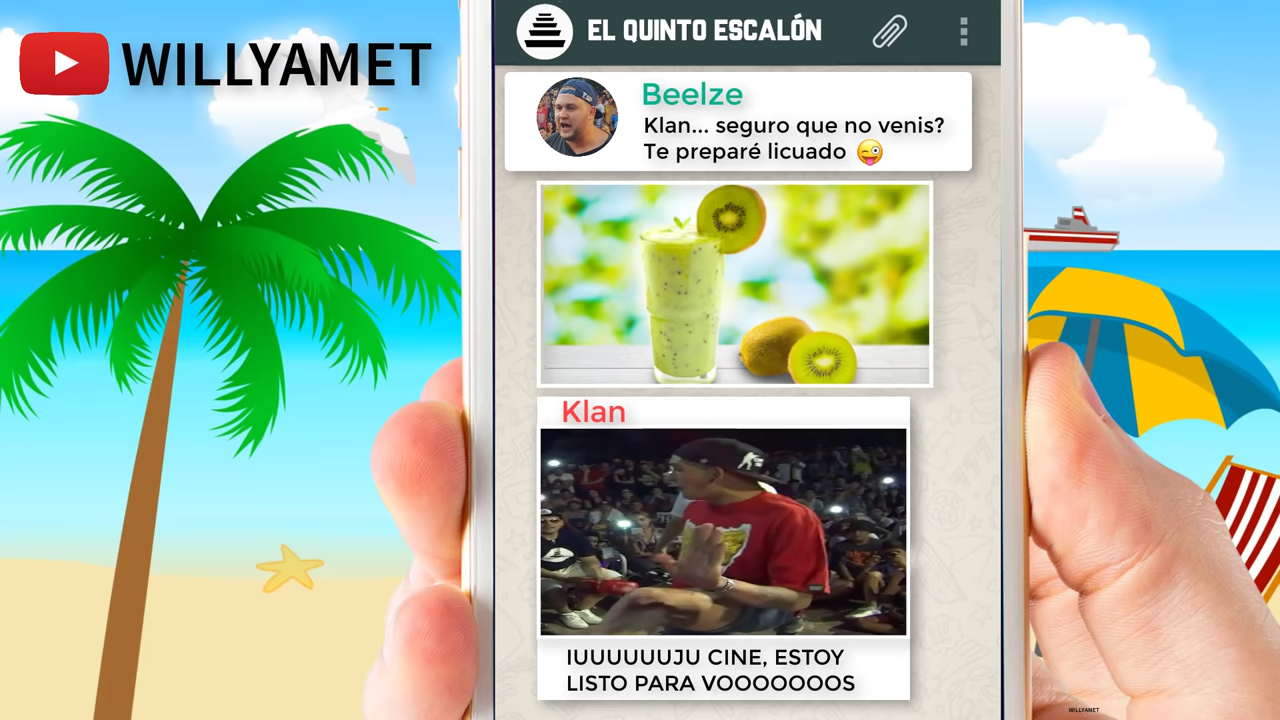 WILLYAMET
EL QUINTO ESCALÓN
Beelze
Klan... seguro que no venis?
Te preparé licuado 😜
Klan
IUUUUUUJU CINE, ESTOY
LISTO PARA VOOOOOOOS
WILLYAMET